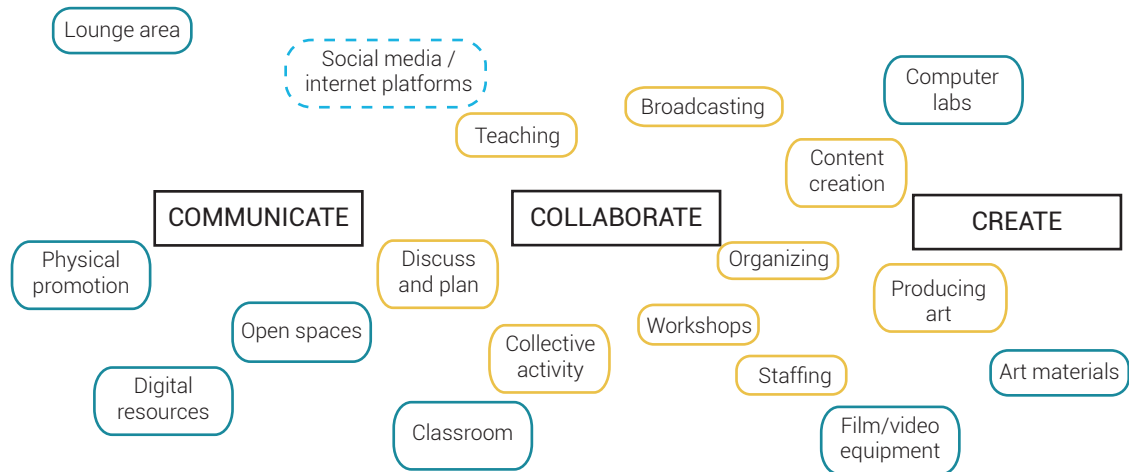 Lounge area
Social media /
internet platforms
Computer
labs
Broadcasting
Teaching
Content
creation
COMMUNICATE
COLLABORATE
CREATE
Physical
promotion
Discuss
and plan
Organizing
Producing
art
Open spaces
Workshops
Collective
activity
Staffing
Art materials
Digital
resources
Classroom
Film/video
equipment